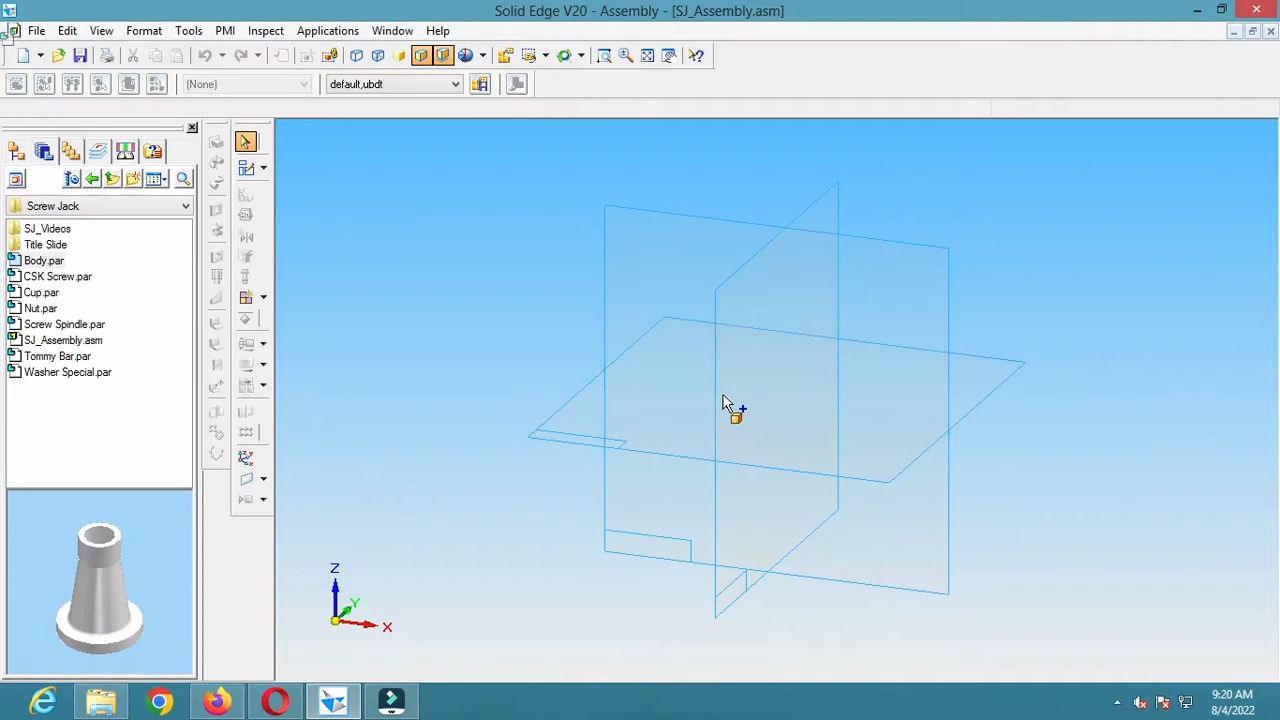 Solid Edge V20 - Assembly - [SJ_Assembly.asm]
File Edit View Format Tools PMI Inspect Applications Window Help
(None) default,ubdt
Screw Jack
SJ_Videos
Title Slide
Body.par
CSK Screw.par
Cup.par
Nut.par
Screw Spindle.par
SJ_Assembly.asm
Tommy Bar.par
Washer Special.par
Z
Y
X
9:20 AM
8/4/2022